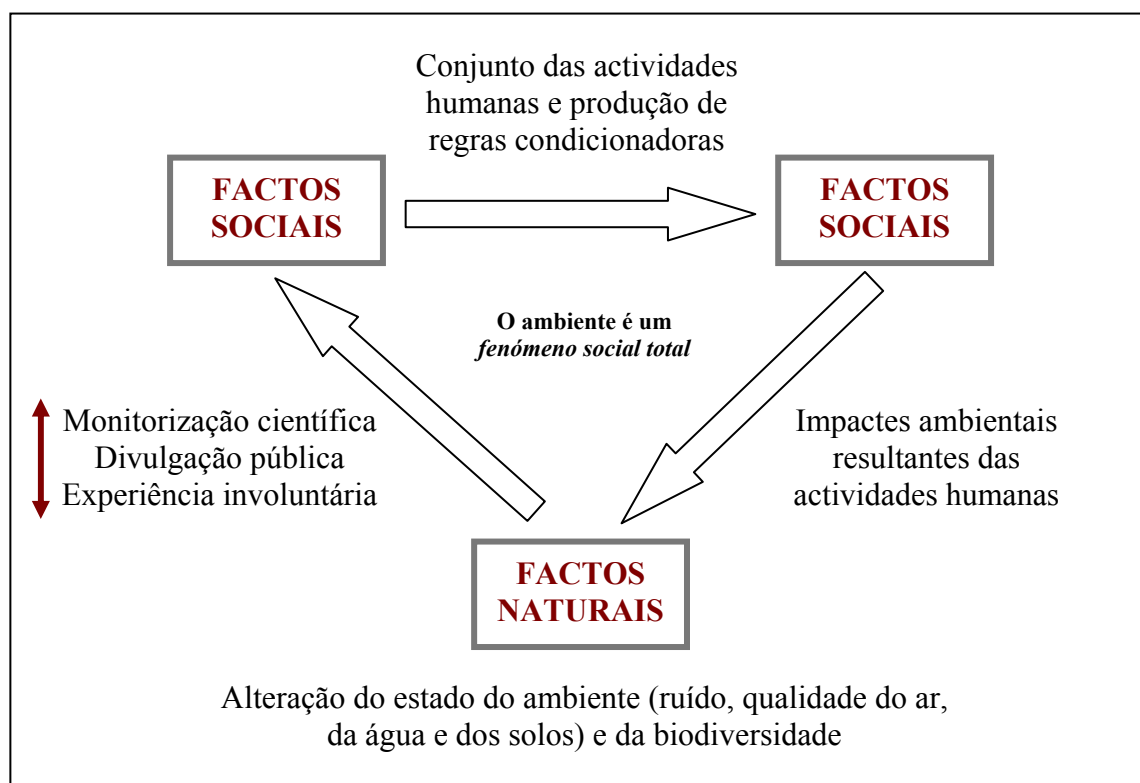 Conjunto das actividades
humanas e produção de
regras condicionadoras
FACTOS
SOCIAIS
FACTOS
SOCIAIS
O ambiente é um
fenómeno social total
Monitorização científica
Divulgação pública
Experiência involuntária
Impactes ambientais
resultantes das
actividades humanas
FACTOS
NATURAIS
Alteração do estado do ambiente (ruído, qualidade do ar,
da água e dos solos) e da biodiversidade